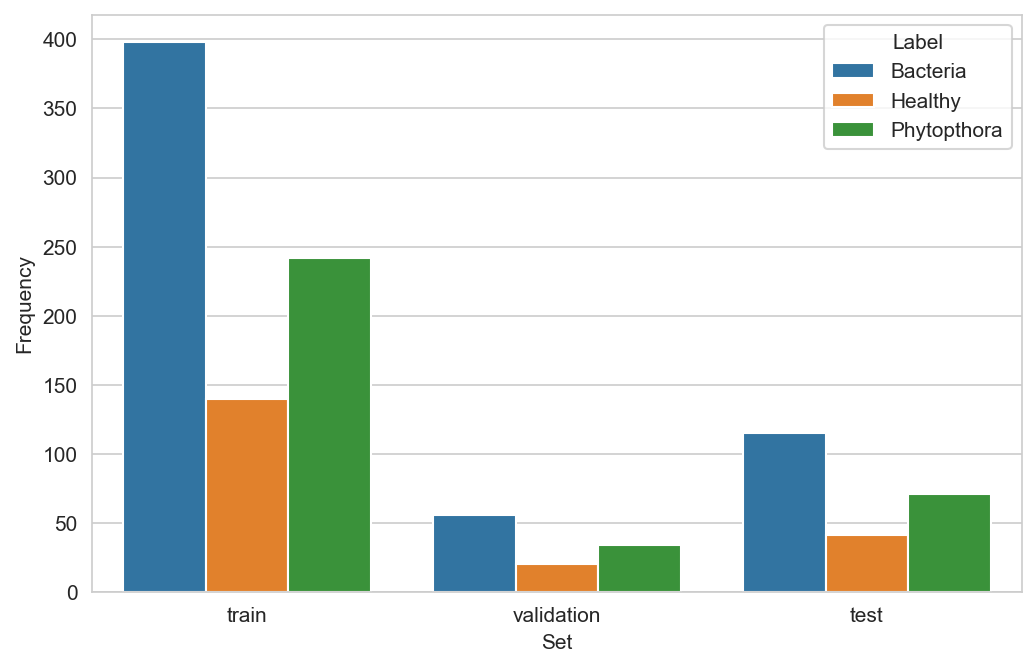 400
350
300
250
200
150
100
50
0
Frequency
Label
Bacteria
Healthy
Phytopthora
train
validation
test
Set